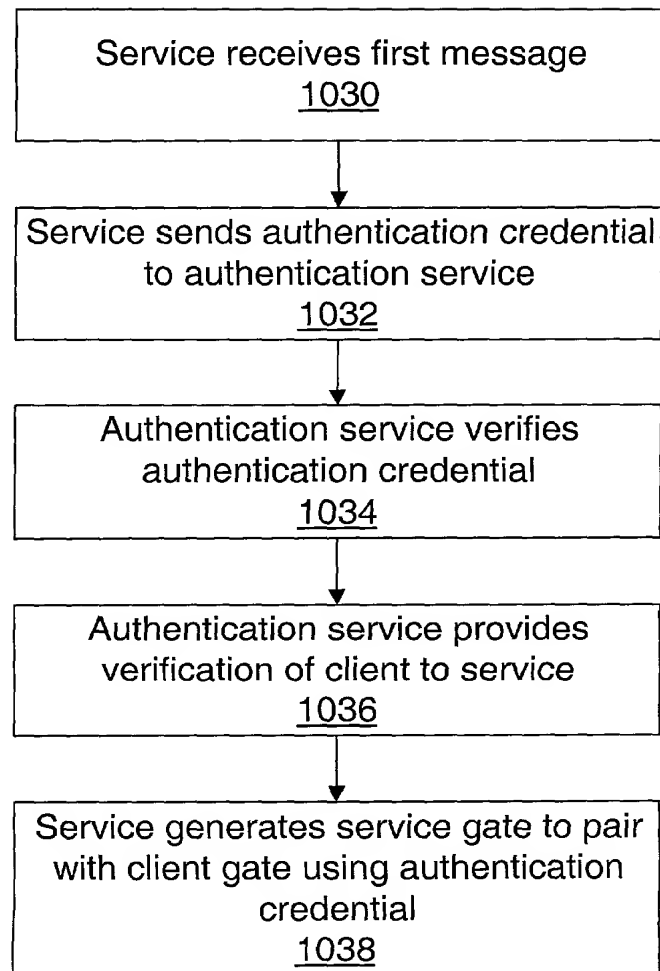 Service receives first message
1030
Service sends authentication credential
to authentication service
1032
Authentication service verifies
authentication credential
1034
Authentication service provides
verification of client to service
1036
Service generates service gate to pair
with client gate using authentication
credential
1038